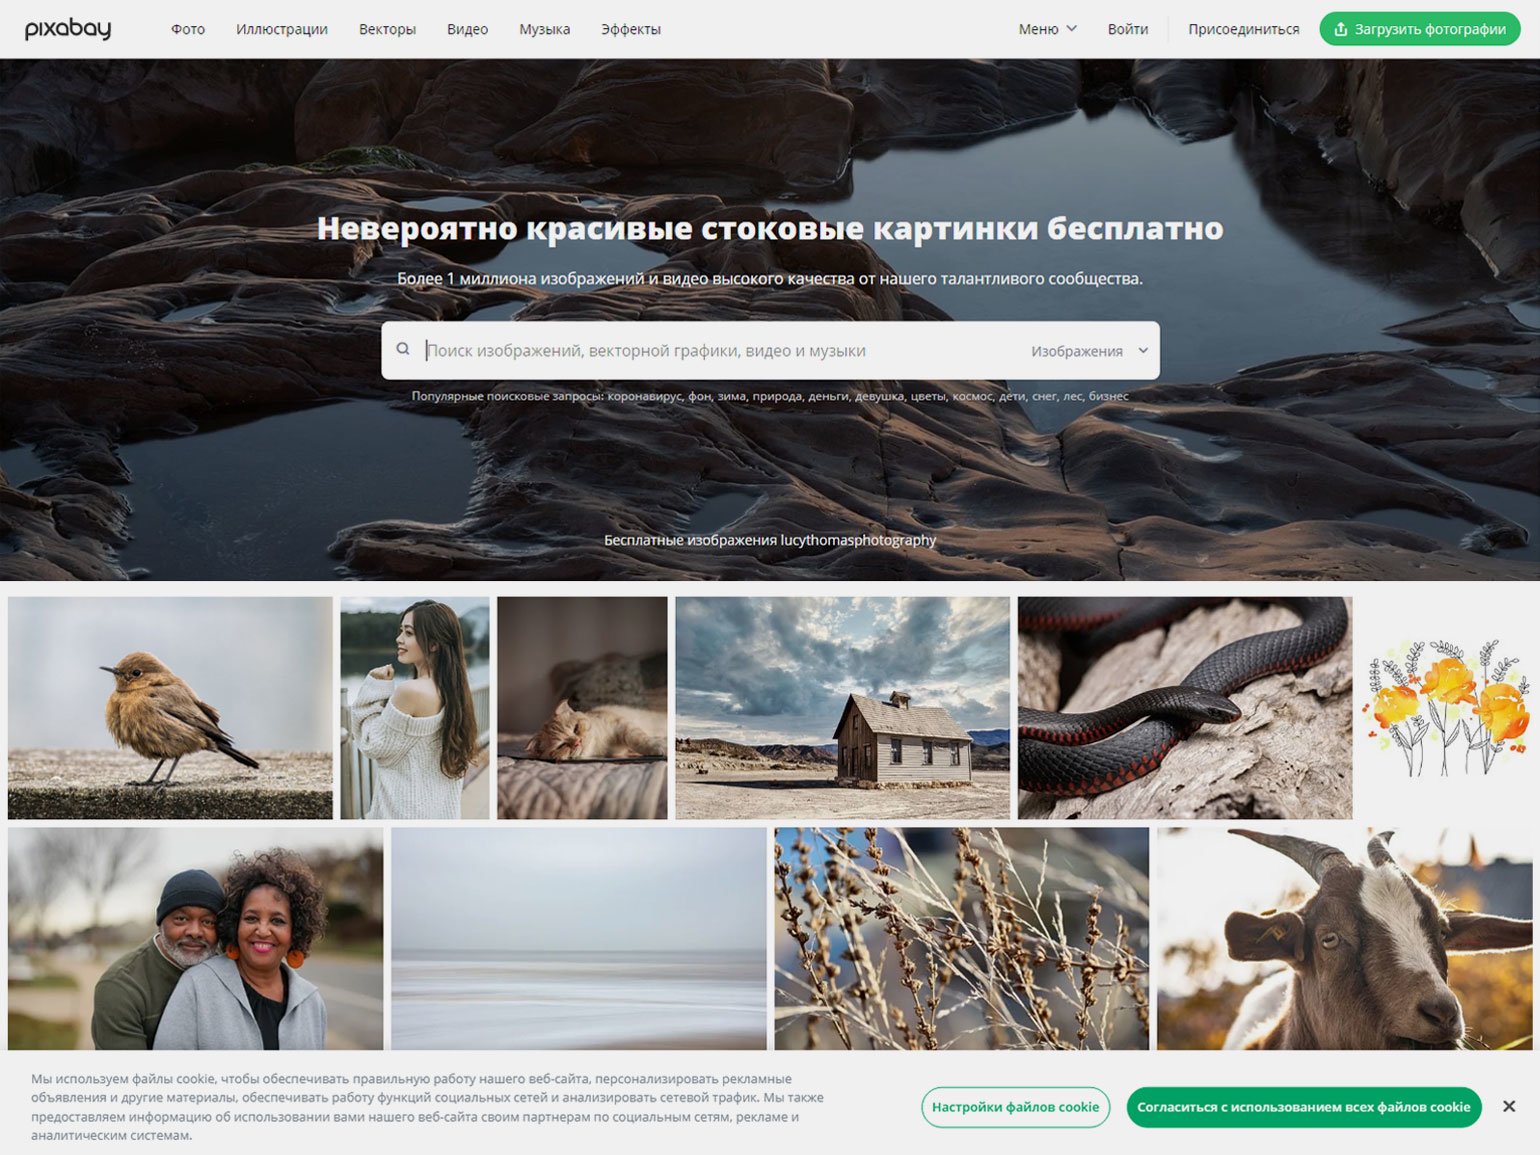 pixabay
Фото Иллюстрации Векторы Видео Музыка Эффекты Меню Войти Присоединиться Загрузить фотографии
Невероятно красивые стоковые картинки бесплатно
Более 1 миллиона изображений и видео высокого качества от нашего талантливого сообщества.
Поиск изображений, векторной графики, видео и музыки Изображения
Популярные поисковые запросы: коронавирус, фон, зима, природа, деньги, девушка, цветы, космос, дети, снег, лес, бизнес
Бесплатные изображения lucythomasphotography
Мы используем файлы cookie, чтобы обеспечивать правильную работу нашего веб-сайта, персонализировать рекламные
объявления и другие материалы, обеспечивать работу функций социальных сетей и анализировать сетевой трафик. Мы также
предоставляем информацию об использовании вами нашего веб-сайта своим партнерам по социальным сетям, рекламе и
аналитическим системам.
Настройки файлов cookie
Согласиться с использованием всех файлов cookie